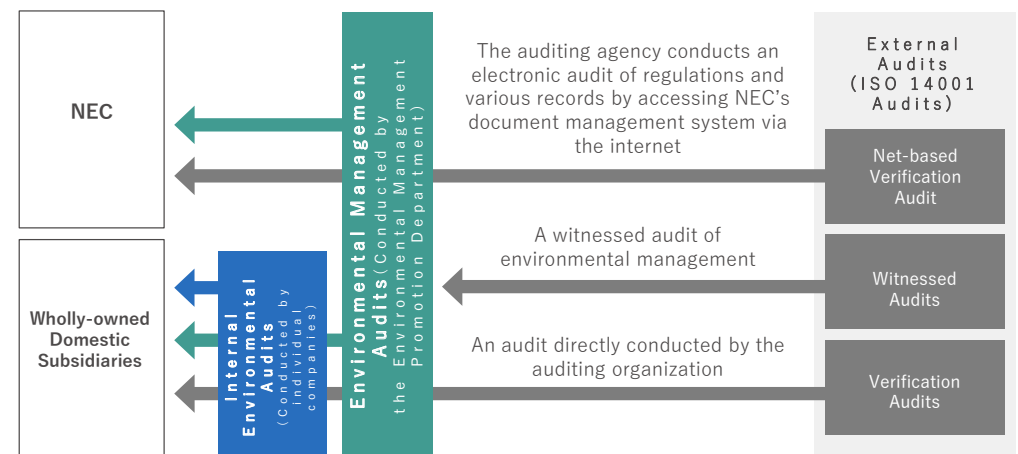 NEC
Wholly-owned
Domestic
Subsidiaries
Internal
Environmental
Audits
(Conducted by
individual
companies)
Environmental Management
Audits(Conducted by
the Environmental Management
Promotion Department)
The auditing agency conducts an
electronic audit of regulations and
various records by accessing NEC’s
document management system via
the internet
A witnessed audit of
environmental management
An audit directly conducted by the
auditing organization
External
Audits
(ISO 14001
Audits)
Net-based
Verification
Audit
Witnessed
Audits
Verification
Audits